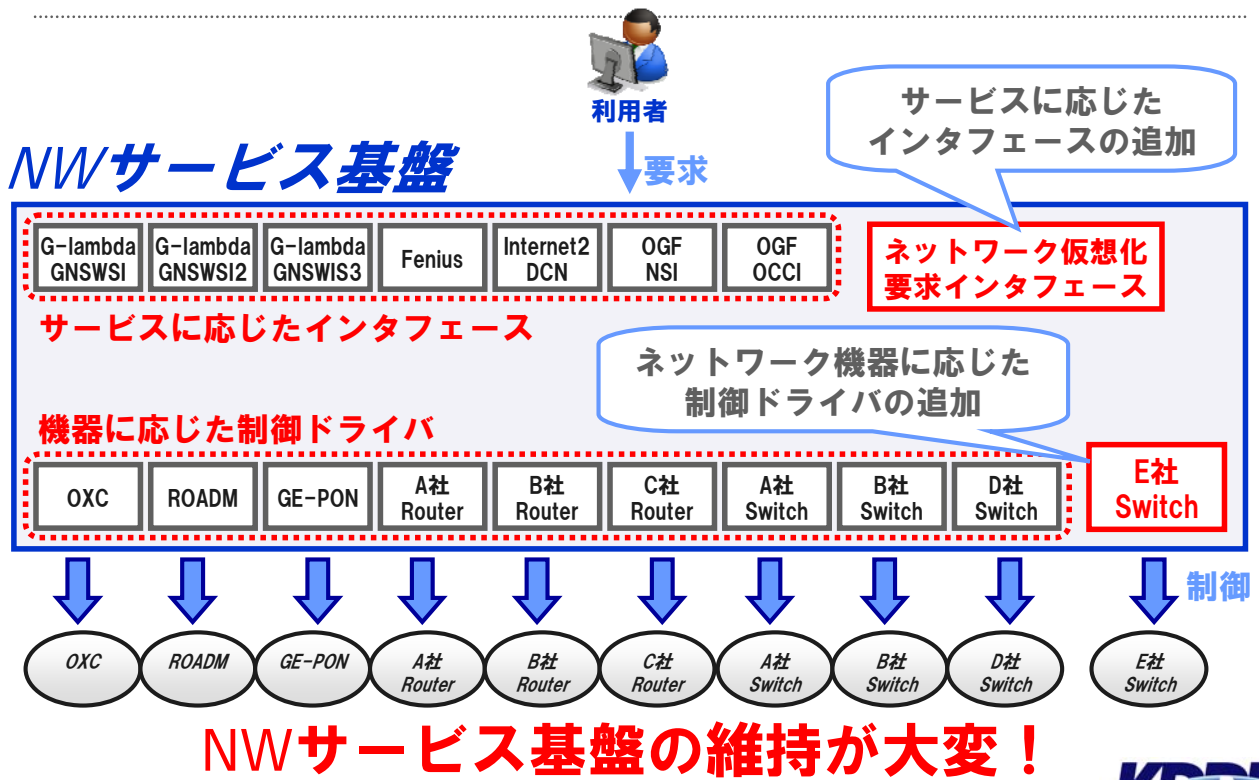 利用者
サービスに応じた
インタフェースの追加
NWサービス基盤
要求
G-lambda GNSWSI
G-lambda GNSWSI2
G-lambda GNSWIS3
Fenius
Internet2 DCN
OGF NSI
OGF OCCI
ネットワーク仮想化
要求インタフェース
サービスに応じたインタフェース
ネットワーク機器に応じた
制御ドライバの追加
機器に応じた制御ドライバ
OXC
ROADM
GE-PON
A社 Router
B社 Router
C社 Router
A社 Switch
B社 Switch
D社 Switch
E社 Switch
制御
OXC
ROADM
GE-PON
A社 Router
B社 Router
C社 Router
A社 Switch
B社 Switch
D社 Switch
E社 Switch
NWサービス基盤の維持が大変！